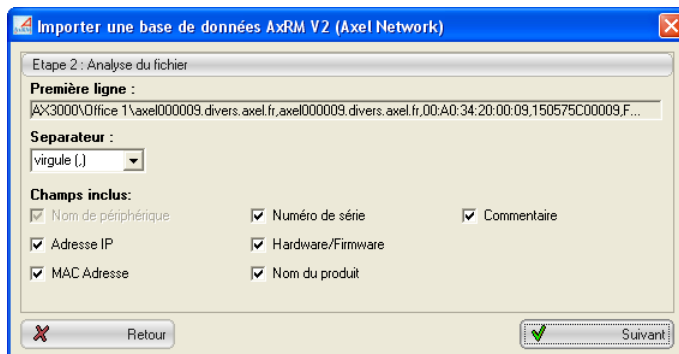 Importer une base de données AxRM V2 (Axel Network)
Etape 2 : Analyse du fichier
Première ligne :
AX3000\Office 1\axel000009.divers.axel.fr,axel000009.divers.axel.fr,00:A0:34:20:00:09,150575C00009,F...
Separateur :
virgule (,)
Champs inclus:
Nom de périphérique Numéro de série Commentaire
Adresse IP Hardware/Firmware
MAC Adresse Nom du produit
Retour Suivant